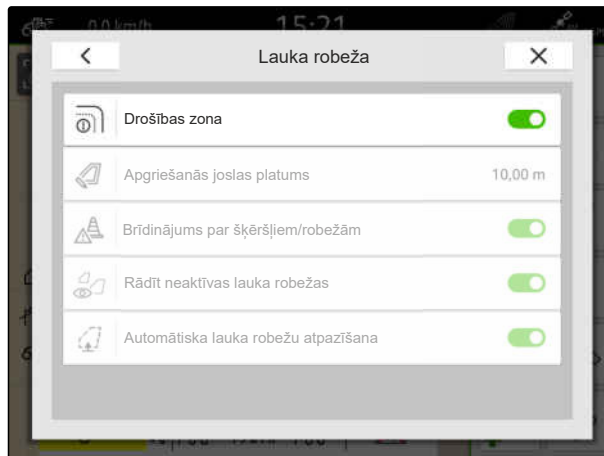 0.0 km/h
15:21
Lauka robeža
Drošības zona
Apgriešanās joslas platums
10,00 m
Brīdinājums par šķēršļiem/robežām
Rādīt neaktīvas lauka robežas
Automātiska lauka robežu atpazīšana